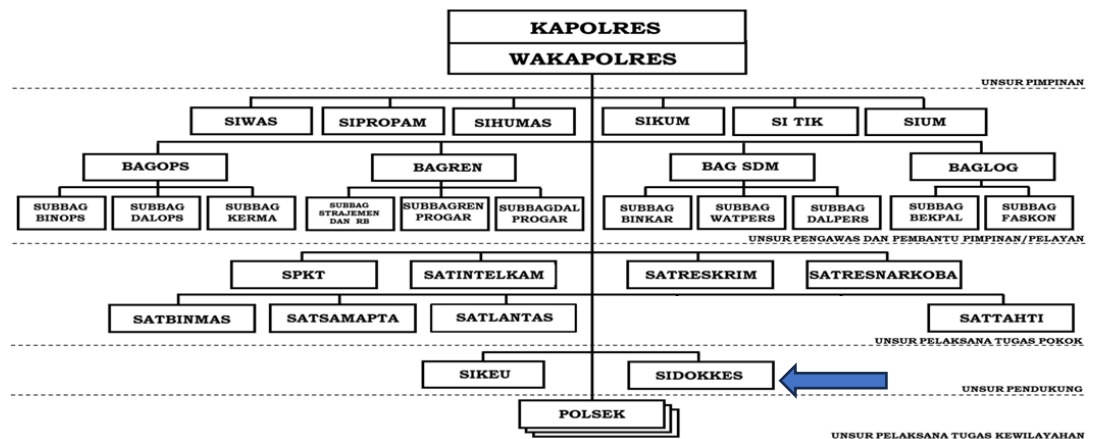 KAPOLRES
WAKAPOLRES
UNSUR PIMPINAN
SIWAS
SIPROPAM
SIHUMAS
SIKUM
SI TIK
SIUM
BAGOPS
BAGREN
BAG SDM
BAGLOG
SUBBAG
BINOPS
SUBBAG
DALOPS
SUBBAG
KERMA
SUBBAG
STRAJEMEN
DAN RB
SUBBAGREN
PROGAR
SUBBAGDAL
PROGAR
SUBBAG
BINKAR
SUBBAG
WATPERS
SUBBAG
DALPERS
SUBBAG
BEKPAL
SUBBAG
FASKON
UNSUR PENGAWAS DAN PEMBANTU PIMPINAN/PELAYAN
SPKT
SATINTELKAM
SATRESKRIM
SATRESNARKOBA
SATBINMAS
SATSAMAPTA
SATLANTAS
SATTAHTI
UNSUR PELAKSANA TUGAS POKOK
SIKEU
SIDOKKES
UNSUR PENDUKUNG
POLSEK
UNSUR PELAKSANA TUGAS KEWILAYAHAN